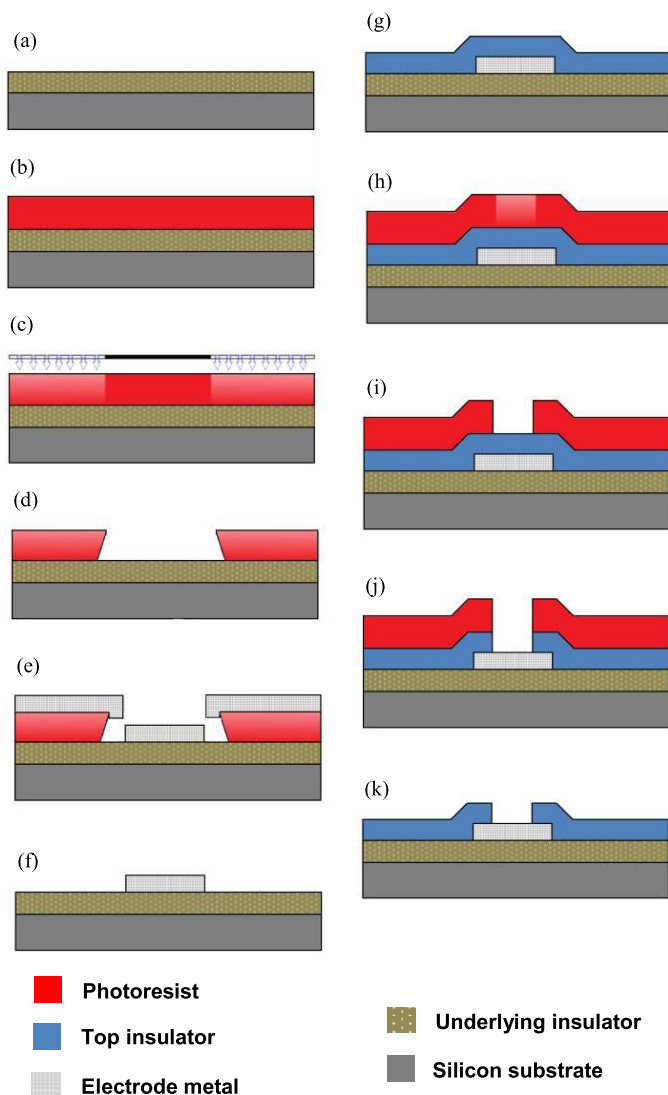 (a)
(b)
(c)
(d)
(e)
(f)
(g)
(h)
(i)
(j)
(k)
Photoresist
Top insulator
Electrode metal
Underlying insulator
Silicon substrate